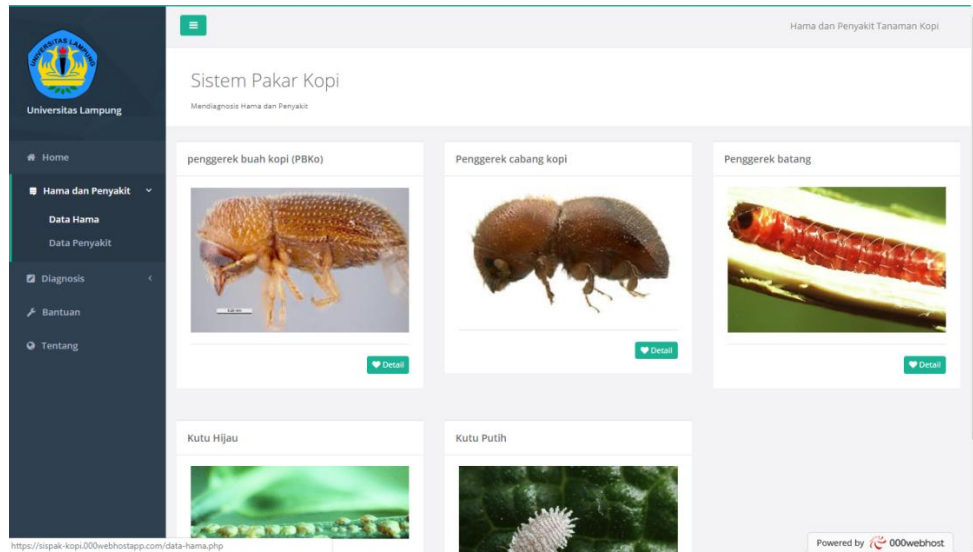 UNIVERSITAS LAMPUNG
Universitas Lampung
Home
Hama dan Penyakit
Data Hama
Data Penyakit
Diagnosis
Bantuan
Tentang
Hama dan Penyakit Tanaman Kopi
Sistem Pakar Kopi
Mendiagnosis Hama dan Penyakit
penggerek buah kopi (PBKo)
Penggerek cabang kopi
Penggerek batang
Detail
Detail
Detail
Kutu Hijau
Kutu Putih
https://sispak-kopi.000webhostapp.com/data-hama.php
Powered by 000webhost